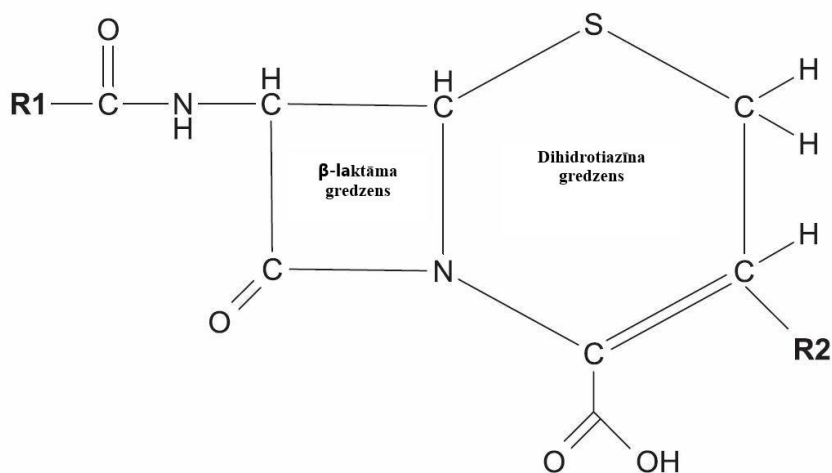 O
S
R1 C N H
H C
H C
C H
H
β-laktāma
gredzens
Dihidrotiazīna
gredzens
C
N
C H
O
C
R2
O OH